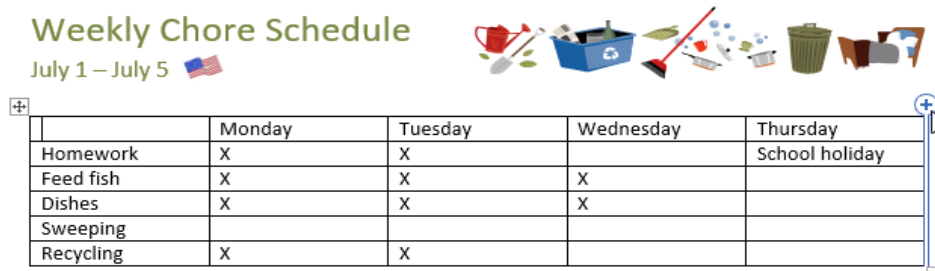 Weekly Chore Schedule
July 1 – July 5
Monday Tuesday Wednesday Thursday
Homework X X School holiday
Feed fish X X X
Dishes X X X
Sweeping
Recycling X X